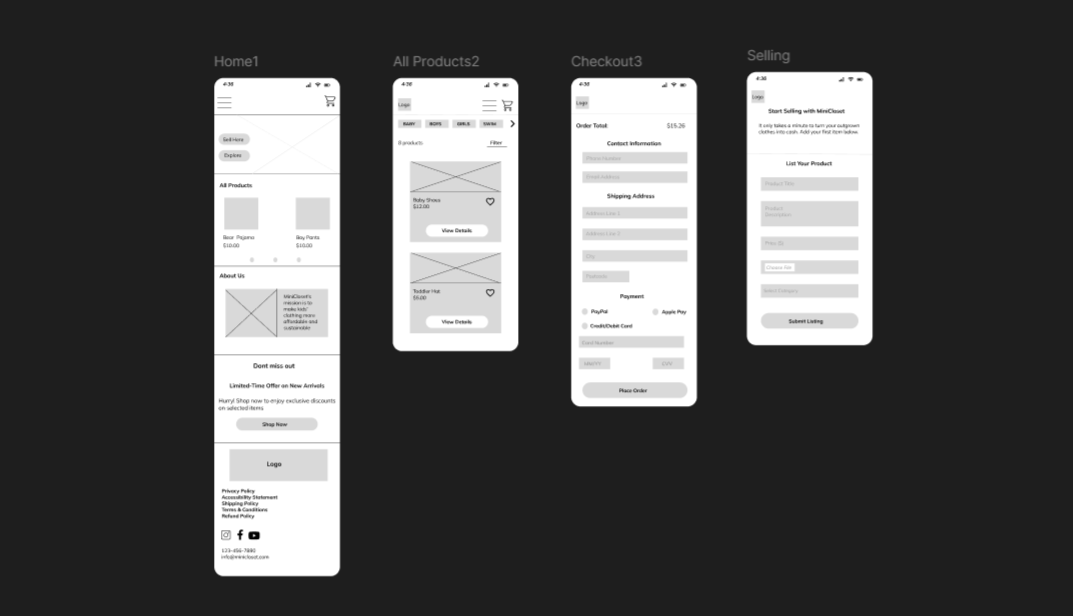 Home1
4:30
Sell Here
Explore
All Products
Bear Pajama
$10.00
Boy Pants
$10.00
About Us
MiniCloset's
mission is to
make kids'
clothing more
affordable and
sustainable
Dont miss out
Limited-Time Offer on New Arrivals
Hurry! Shop now to enjoy exclusive discounts
on selected items
Shop Now
Logo
Privacy Policy
Accessibility Statement
Shipping Policy
Terms & Conditions
Refund Policy
123-456-7890
info@minicloset.com
All Products2
4:30
Logo
BABY BOYS GIRLS SWIM
8 products Filter
Baby Shoes
$12.00
View Details
Toddler Hat
$5.00
View Details
Checkout3
4:30
Logo
Order Total: $15.26
Contact Information
Phone Number
Email Address
Shipping Address
Address Line 1
Address Line 2
City
Postcode
Payment
PayPal Apple Pay
Credit/Debit Card
Card Number
MM/YY CVV
Place Order
Selling
4:30
Logo
Start Selling with MiniCloset
It only takes a minute to turn your outgrown
clothes into cash. Add your first item below.
List Your Product
Product Title
Product
Description
Price ($)
Choose File
Select Category
Submit Listing